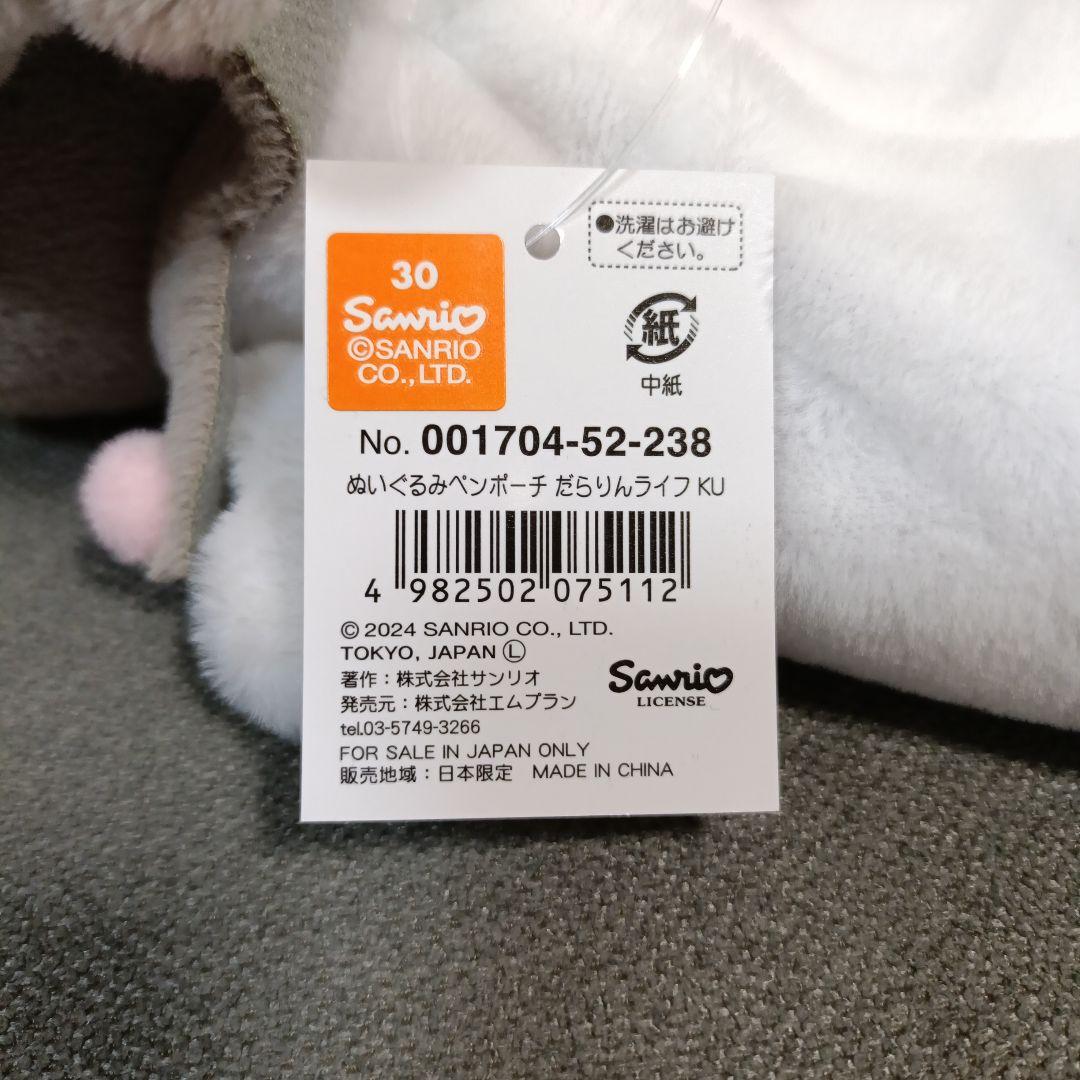 30
Sanrio
©SANRIO
CO., LTD.
●洗濯はお避け
ください。
紙
中紙
No. 001704-52-238
ぬいぐるみペンポーチ だらりんライフ KU
4 982502 075112
© 2024 SANRIO CO., LTD.
TOKYO, JAPAN Ⓛ
著作：株式会社サンリオ
発売元：株式会社エムプラン
Sanrio
LICENSE
tel.03-5749-3266
FOR SALE IN JAPAN ONLY
販売地域：日本限定 MADE IN CHINA